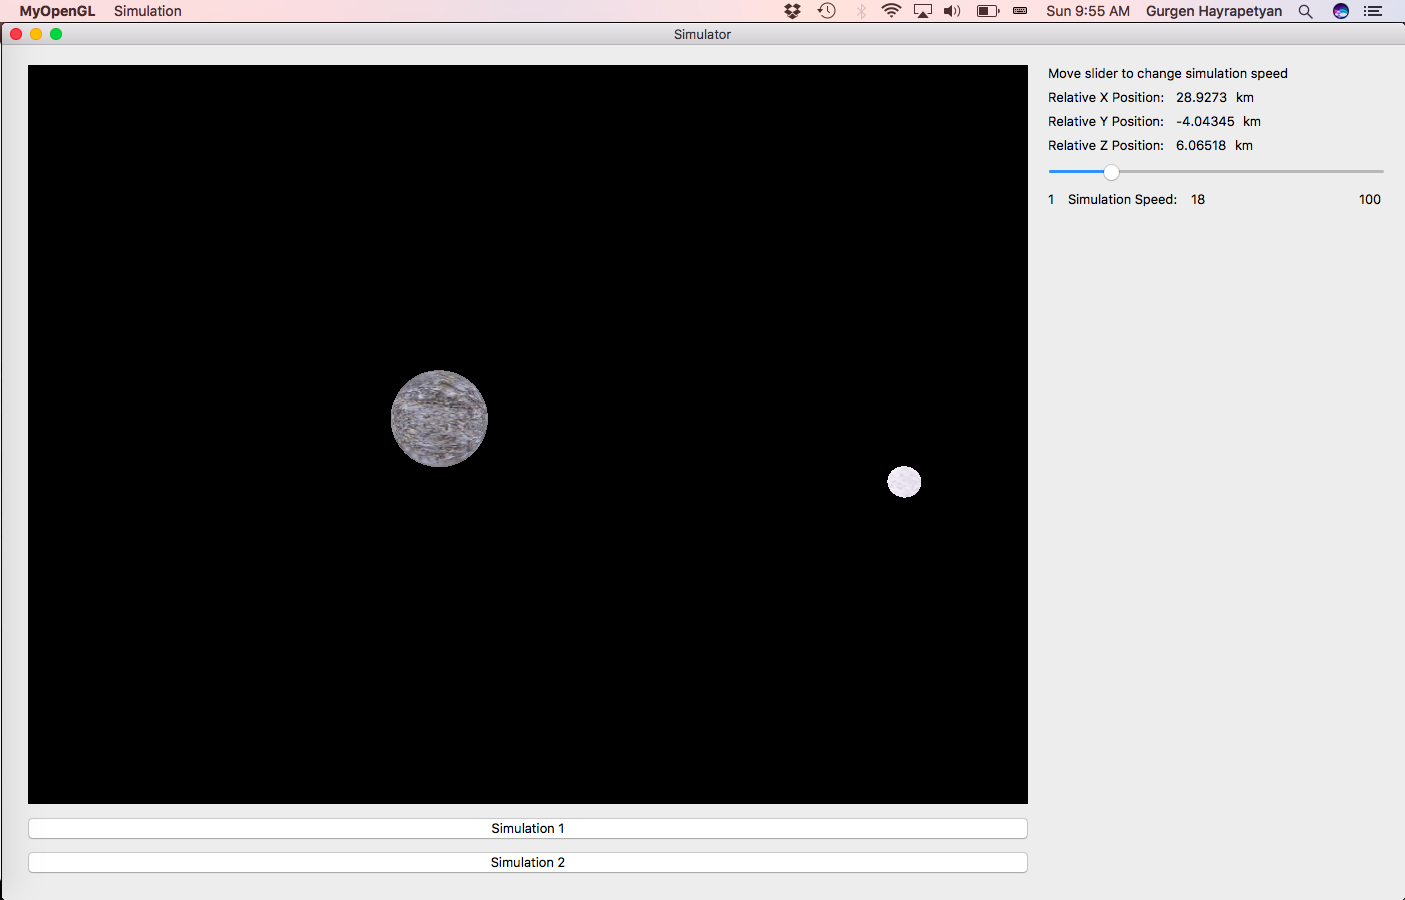 MyOpenGL Simulation Sun 9:55 AM Gurgen Hayrapetyan
Simulator
Move slider to change simulation speed
Relative X Position: 28.9273 km
Relative Y Position: -4.04345 km
Relative Z Position: 6.06518 km
1 Simulation Speed: 18 100
Simulation 1
Simulation 2